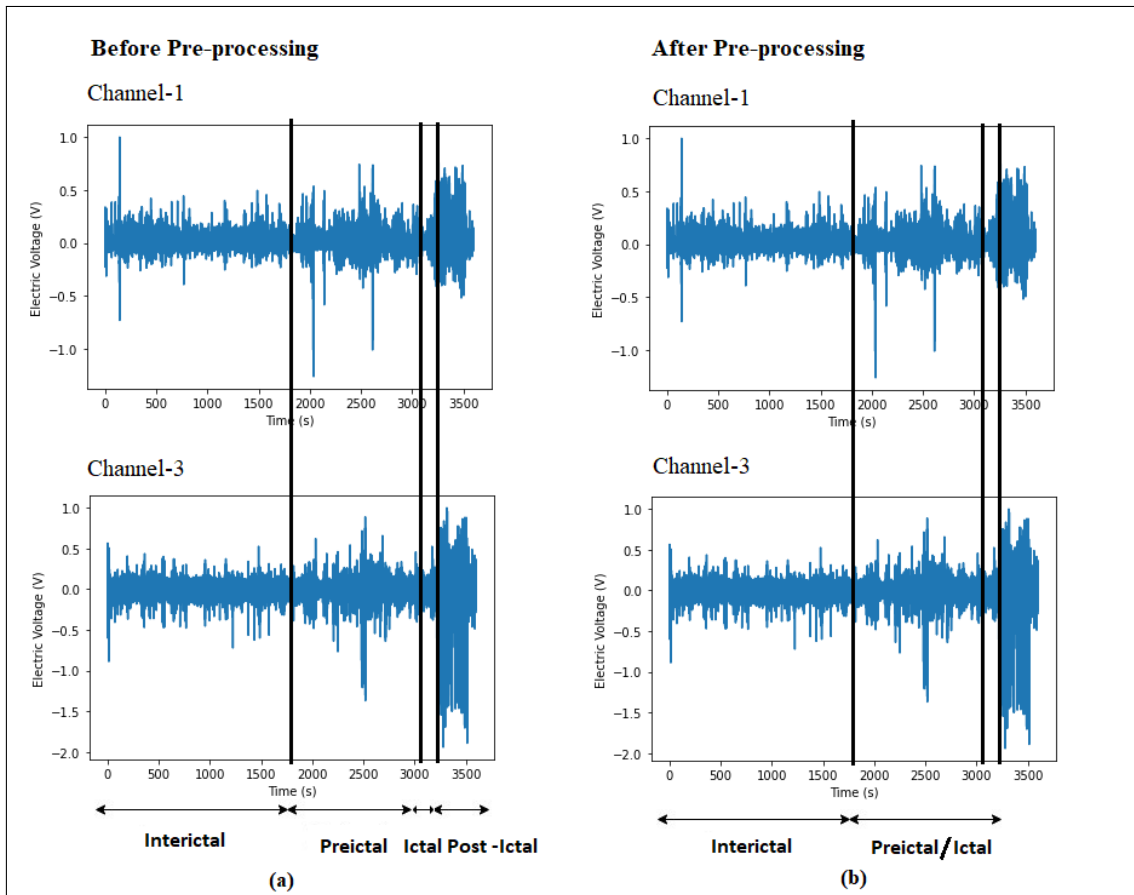 Before Pre-processing
Channel-1
1.0
0.5
0.0
−0.5
−1.0
Electric Voltage (V)
0 500 1000 1500 2000 2500 3000 3500
Time (s)
Channel-3
1.0
0.5
0.0
−0.5
−1.0
−1.5
−2.0
Electric Voltage (V)
0 500 1000 1500 2000 2500 3000 3500
Time (s)
Interictal Preictal Ictal Post -Ictal
(a)
After Pre-processing
Channel-1
1.0
0.5
0.0
−0.5
−1.0
Electric Voltage (V)
0 500 1000 1500 2000 2500 3000 3500
Time (s)
Channel-3
1.0
0.5
0.0
−0.5
−1.0
−1.5
−2.0
Electric Voltage (V)
0 500 1000 1500 2000 2500 3000 3500
Time (s)
Interictal Preictal/Ictal
(b)